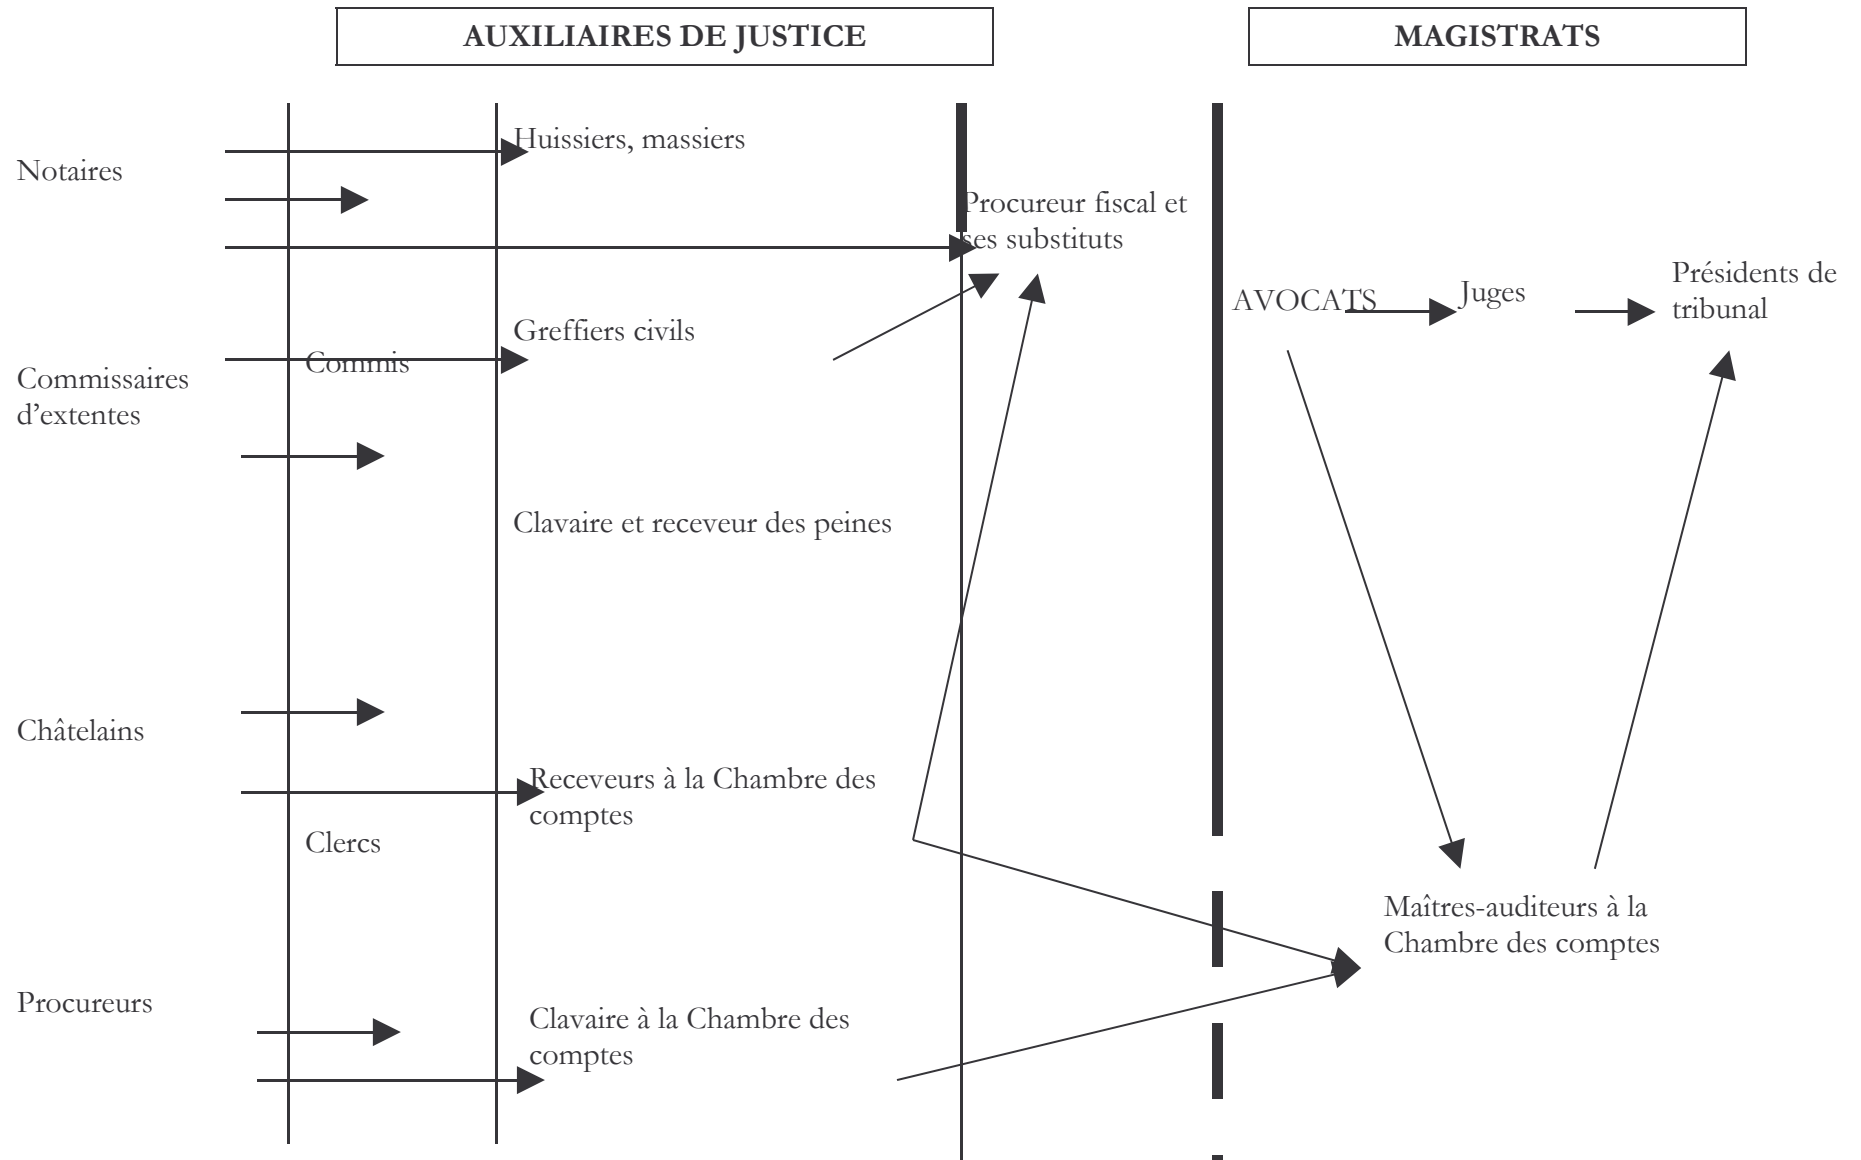 AUXILIAIRES DE JUSTICE
MAGISTRATS
Notaires
Commissaires
d’extentes
Châtelains
Procureurs
Commis
Clercs
Huissiers, massiers
Greffiers civils
Clavaire et receveur des peines
Receveurs à la Chambre des
comptes
Clavaire à la Chambre des
comptes
Procureur fiscal et
ses substituts
AVOCATS
Juges
Présidents de
tribunal
Maîtres-auditeurs à la
Chambre des comptes